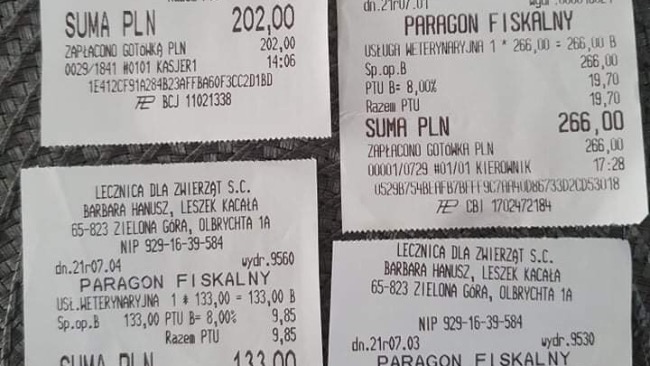 SUMA PLN 202,00
ZAPŁACONO GOTÓWKĄ PLN 202,00
0029/1841 #0101 KASJER1 14:06
1E412CF91A284B23AFFBA60F3CC2D1BD
BCJ 11021338
dn.21r07.01
PARAGON FISKALNY
USŁUGA WETERYNARYJNA 1 * 266,00 = 266,00 B
Sp.op.B 266,00
PTU B= 8,00% 19,70
Razem PTU 19,70
SUMA PLN 266,00
ZAPŁACONO GOTÓWKA PLN 266,00
00001/0729 #01/01 KIEROWNIK 17:28
CBI 1702472184
LECZNICA DLA ZWIERZĄT S.C.
BARBARA HANUSZ, LESZEK KACAŁA
65-823 ZIELONA GÓRA, OLBRYCHTA 1A
NIP 929-16-39-584
dn.21r07.04 wydr.9560
PARAGON FISKALNY
USŁ.WETERYNARYJNA 1 * 133,00 = 133,00 B
Sp.op.B 133,00 PTU B= 8,00% 9,85
Razem PTU 9,85
SUMA PLN 133,00
LECZNICA DLA ZWIERZĄT S.C.
BARBARA HANUSZ, LESZEK KACAŁA
65-823 ZIELONA GÓRA, OLBRYCHTA 1A
NIP 929-16-39-584
dn.21r07.03 wydr.9530
PARAGON FISKALNY